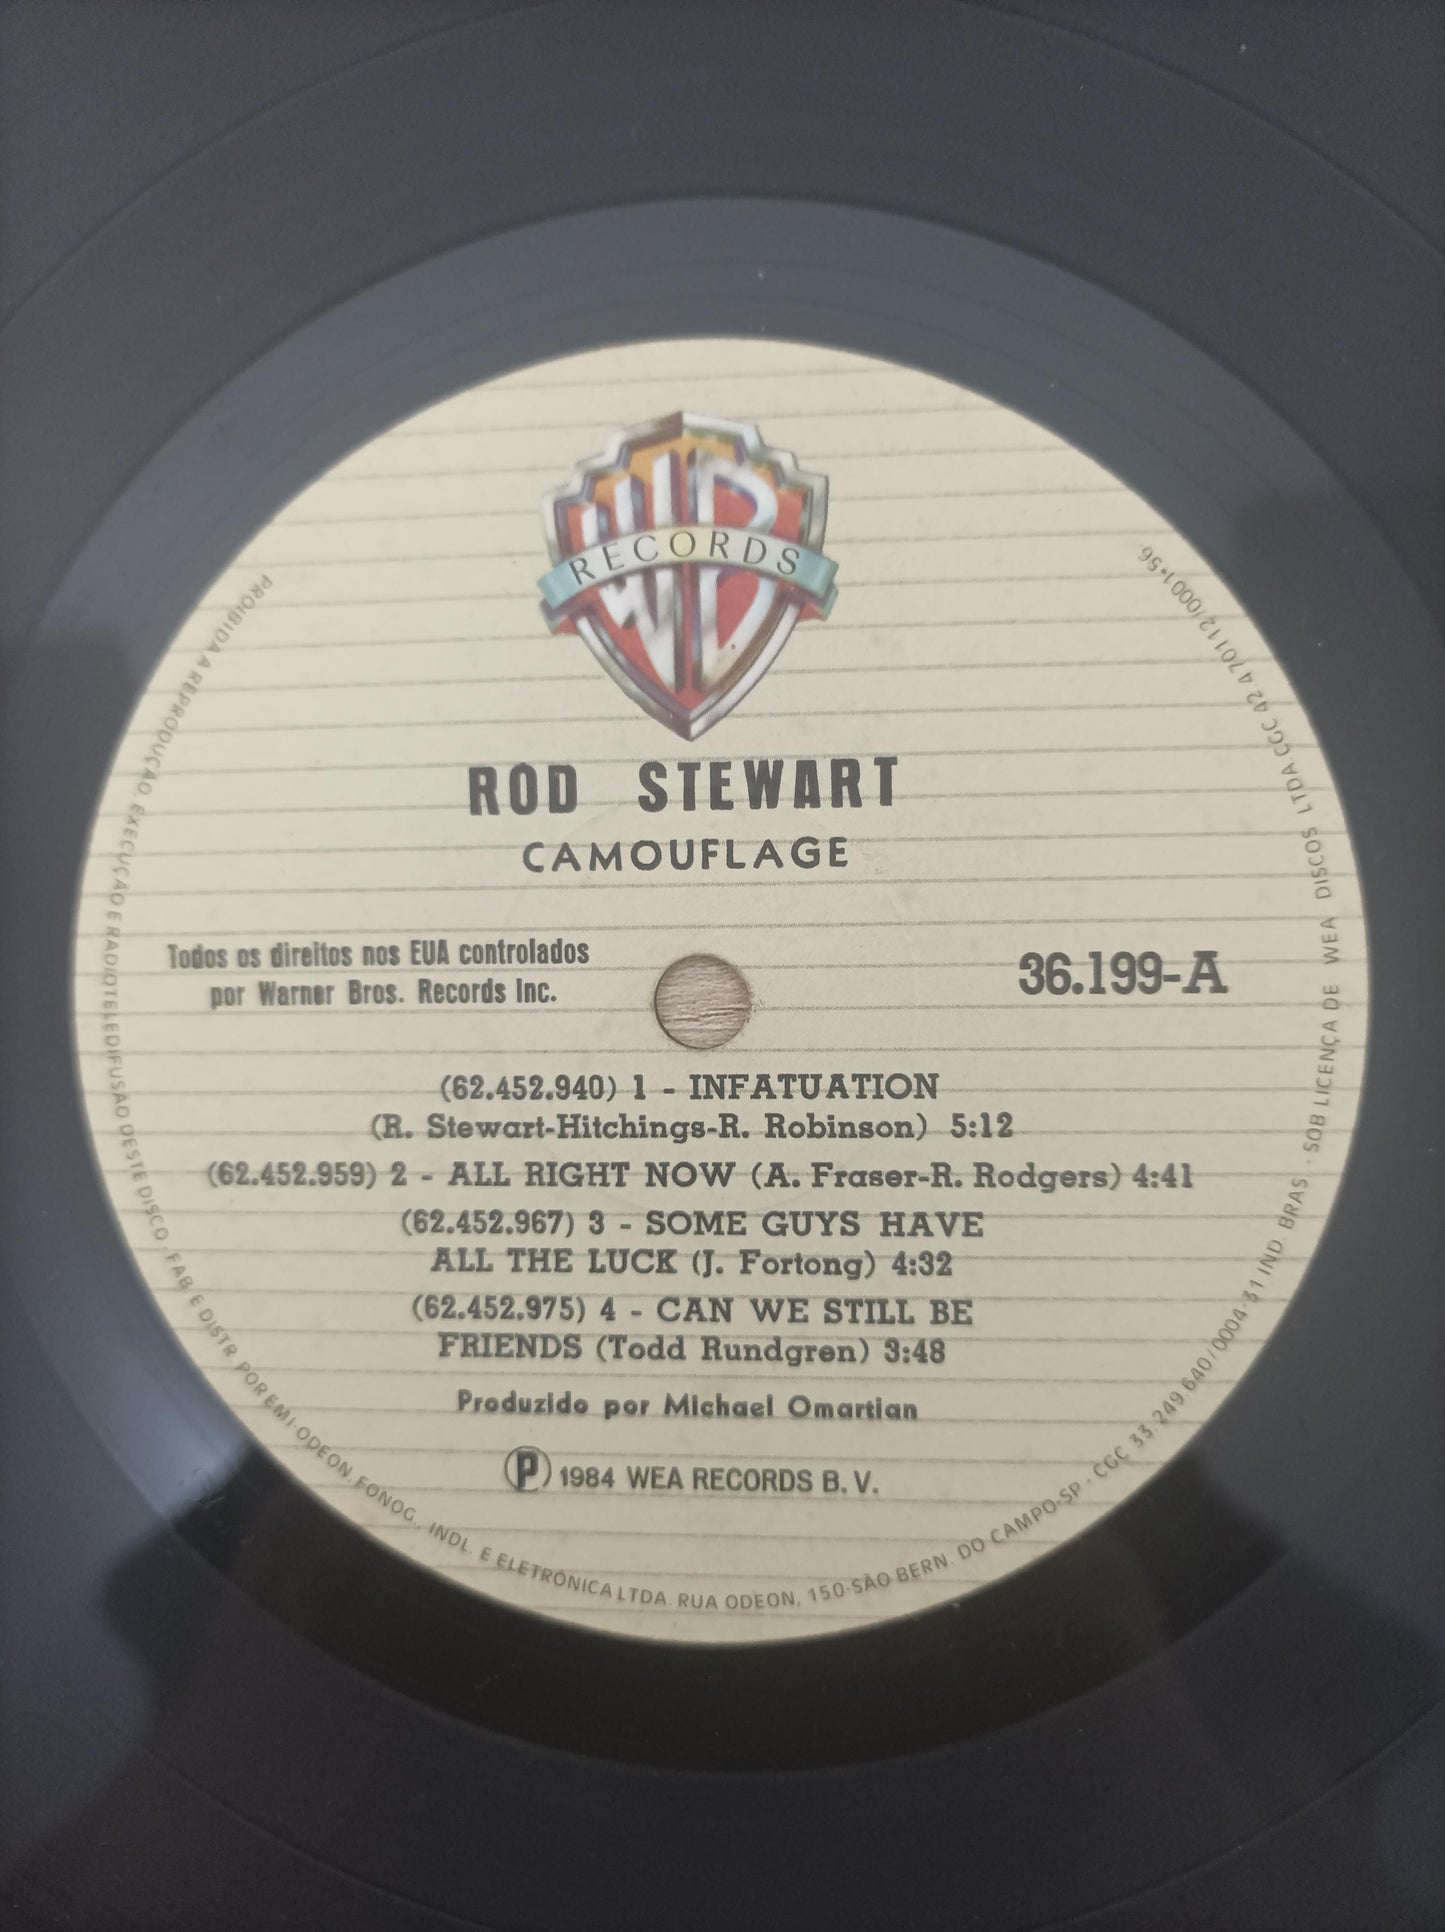 WB
RECORDS
ROD STEWART
CAMOUFLAGE
Todos os direitos nos EUA controlados
por Warner Bros. Records Inc.
36.199-A
(62.452.940) 1 - INFATUATION
(R. Stewart-Hitchings-R. Robinson) 5:12
(62.452.959) 2 - ALL RIGHT NOW (A. Fraser-R. Rodgers) 4:41
(62.452.967) 3 - SOME GUYS HAVE
ALL THE LUCK (J. Fortong) 4:32
(62.452.975) 4 - CAN WE STILL BE
FRIENDS (Todd Rundgren) 3:48
Produzido por Michael Omartian
Ⓟ 1984 WEA RECORDS B. V.
PROIBIDA A REPRODUÇÃO, EXECUÇÃO E RADIOTELEDIFUSÃO DESTE DISCO. FAB. E DISTR. POR EMI-ODEON, FONOG., INDL. E ELETRÔNICA LTDA. RUA ODEON, 150-SÃO BERN. DO CAMPO-SP - CGC 33.249.640/0004-31 IND. BRAS. - SOB LICENÇA DE WEA DISCOS LTDA.CGC 42.470112/0001-56